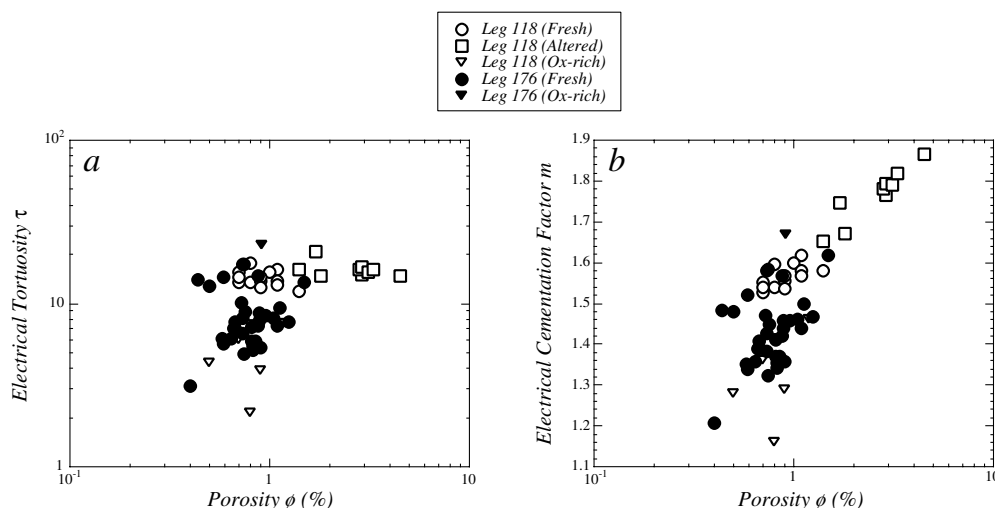 Leg 118 (Fresh)
Leg 118 (Altered)
Leg 118 (Ox-rich)
Leg 176 (Fresh)
Leg 176 (Ox-rich)
a
10²
10
1
10⁻¹
1
10
Electrical Tortuosity τ
Porosity ϕ (%)
b
1.9
1.8
1.7
1.6
1.5
1.4
1.3
1.2
1.1
10⁻¹
1
10
Electrical Cementation Factor m
Porosity ϕ (%)